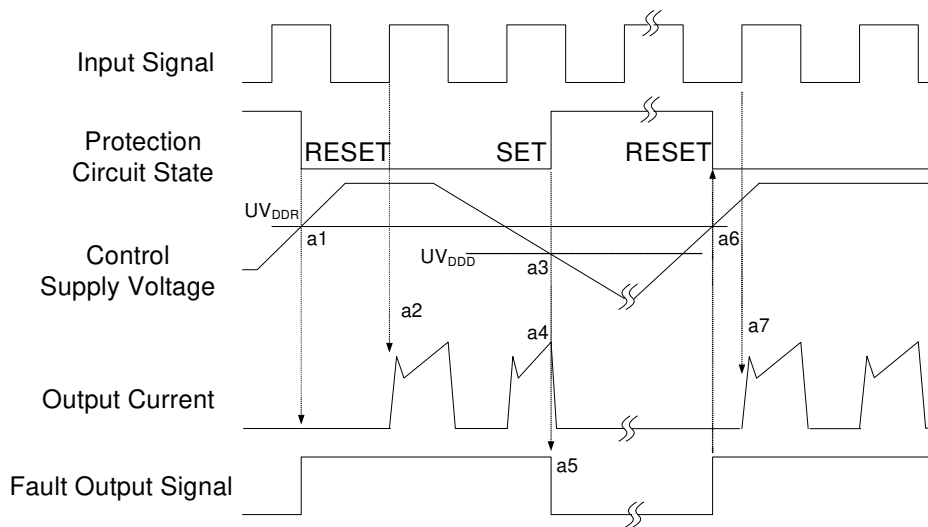 Input Signal
Protection
Circuit State
RESET
SET
RESET
UVDDR
a1
a6
Control
Supply Voltage
UVDDD
a3
a2
a4
a7
Output Current
a5
Fault Output Signal